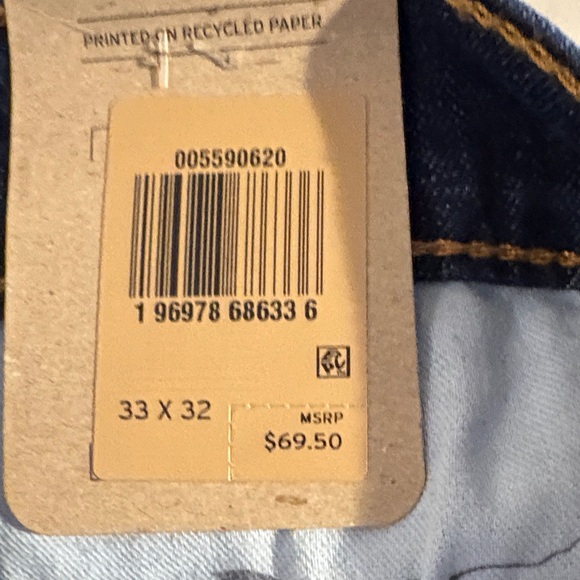 PRINTED ON RECYCLED PAPER
005590620
1 96978 68633 6
33 X 32
MSRP
$69.50